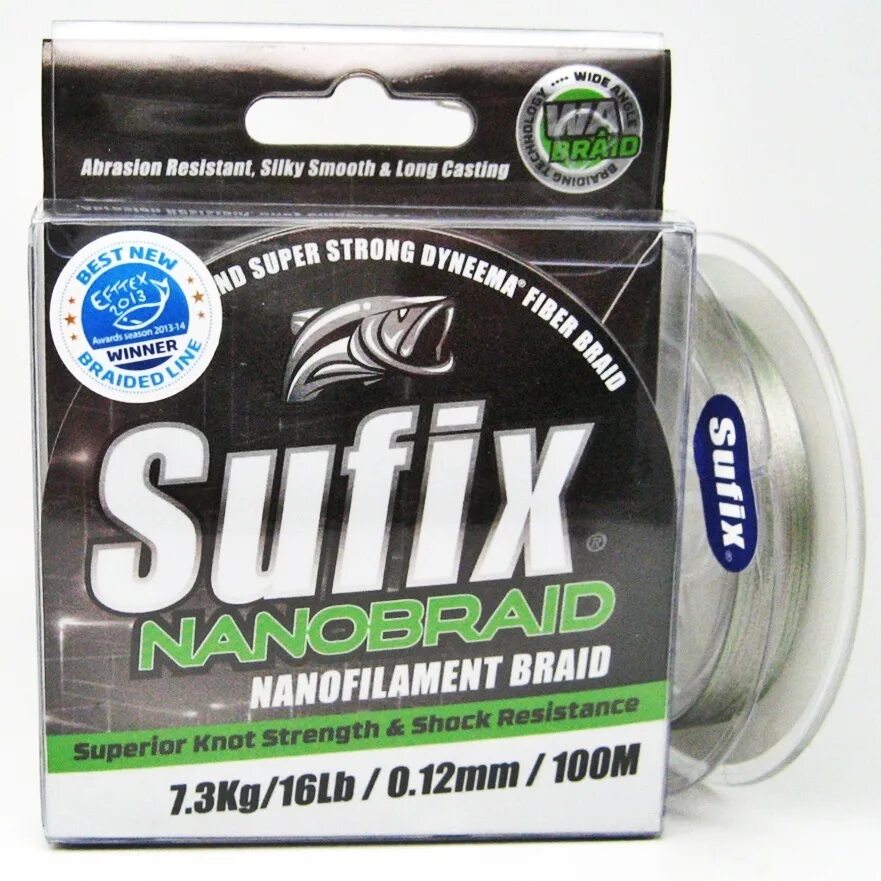 WIDE ANGLE
BRAIDING TECHNOLOGY
WA
BRAID
Abrasion Resistant, Silky Smooth & Long Casting
ND SUPER STRONG DYNEEMA® FIBER BRAID
BEST NEW
EFTTEX
2013
Awards season 2013-14
WINNER
BRAIDED LINE
Sufix®
NANOBRAID
NANOFILAMENT BRAID
Superior Knot Strength & Shock Resistance
7.3Kg/16Lb / 0.12mm / 100M
Sufix®